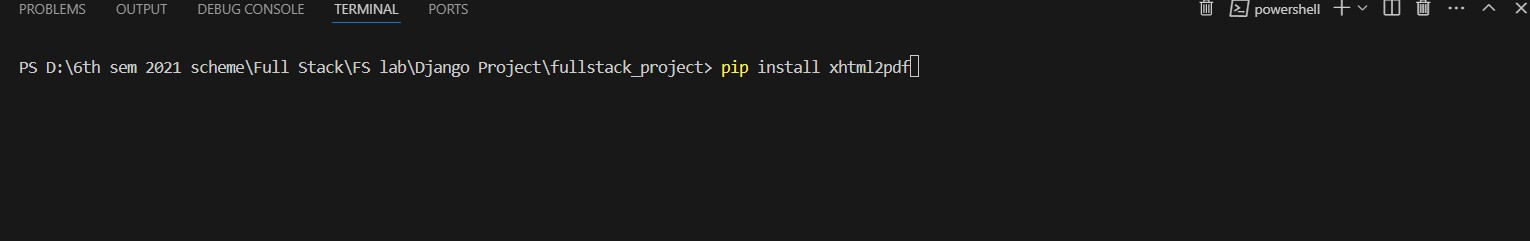 PROBLEMS OUTPUT DEBUG CONSOLE TERMINAL PORTS powershell
PS D:\6th sem 2021 scheme\Full Stack\FS lab\Django Project\fullstack_project> pip install xhtml2pdf